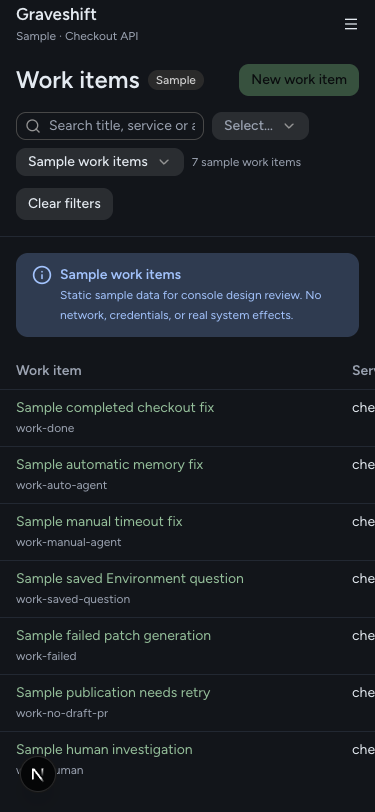 Graveshift
Sample · Checkout API
Work items
Sample
New work item
Search title, service or a
Select...
Sample work items
7 sample work items
Clear filters
Sample work items
Static sample data for console design review. No
network, credentials, or real system effects.
Work item
Ser
Sample completed checkout fix
che
work-done
Sample automatic memory fix
che
work-auto-agent
Sample manual timeout fix
che
work-manual-agent
Sample saved Environment question
che
work-saved-question
Sample failed patch generation
che
work-failed
Sample publication needs retry
che
work-no-draft-pr
Sample human investigation
che
uman
N